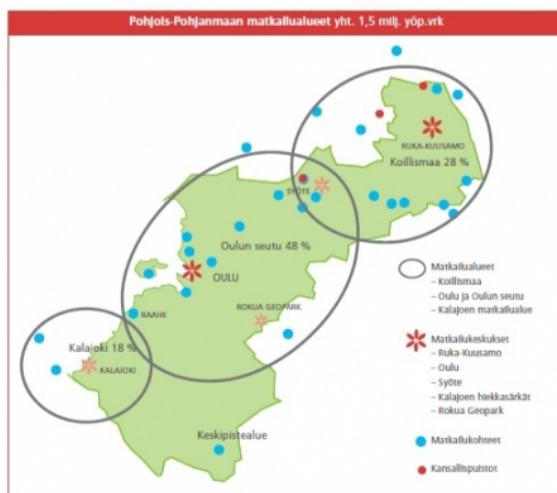 Pohjois-Pohjanmaan matkailualueet yht. 1,5 milj. yöp.vrk
RUKA-KUUSAMO
Koillismaa 28 %
SYÖTE
Oulun seutu 48 %
OULU
ROKUA GEOPARK
RAAHE
Kalajoki 18 %
KALAJOKI
Keskipistealue
Matkailualueet
– Koillismaa
– Oulu ja Oulun seutu
– Kalajoen matkailualue
Matkailukeskukset
– Ruka-Kuusamo
– Oulu
– Syöte
– Kalajoen hiekkasärkät
– Rokua Geopark
Matkailukohteet
Kansallispuistot